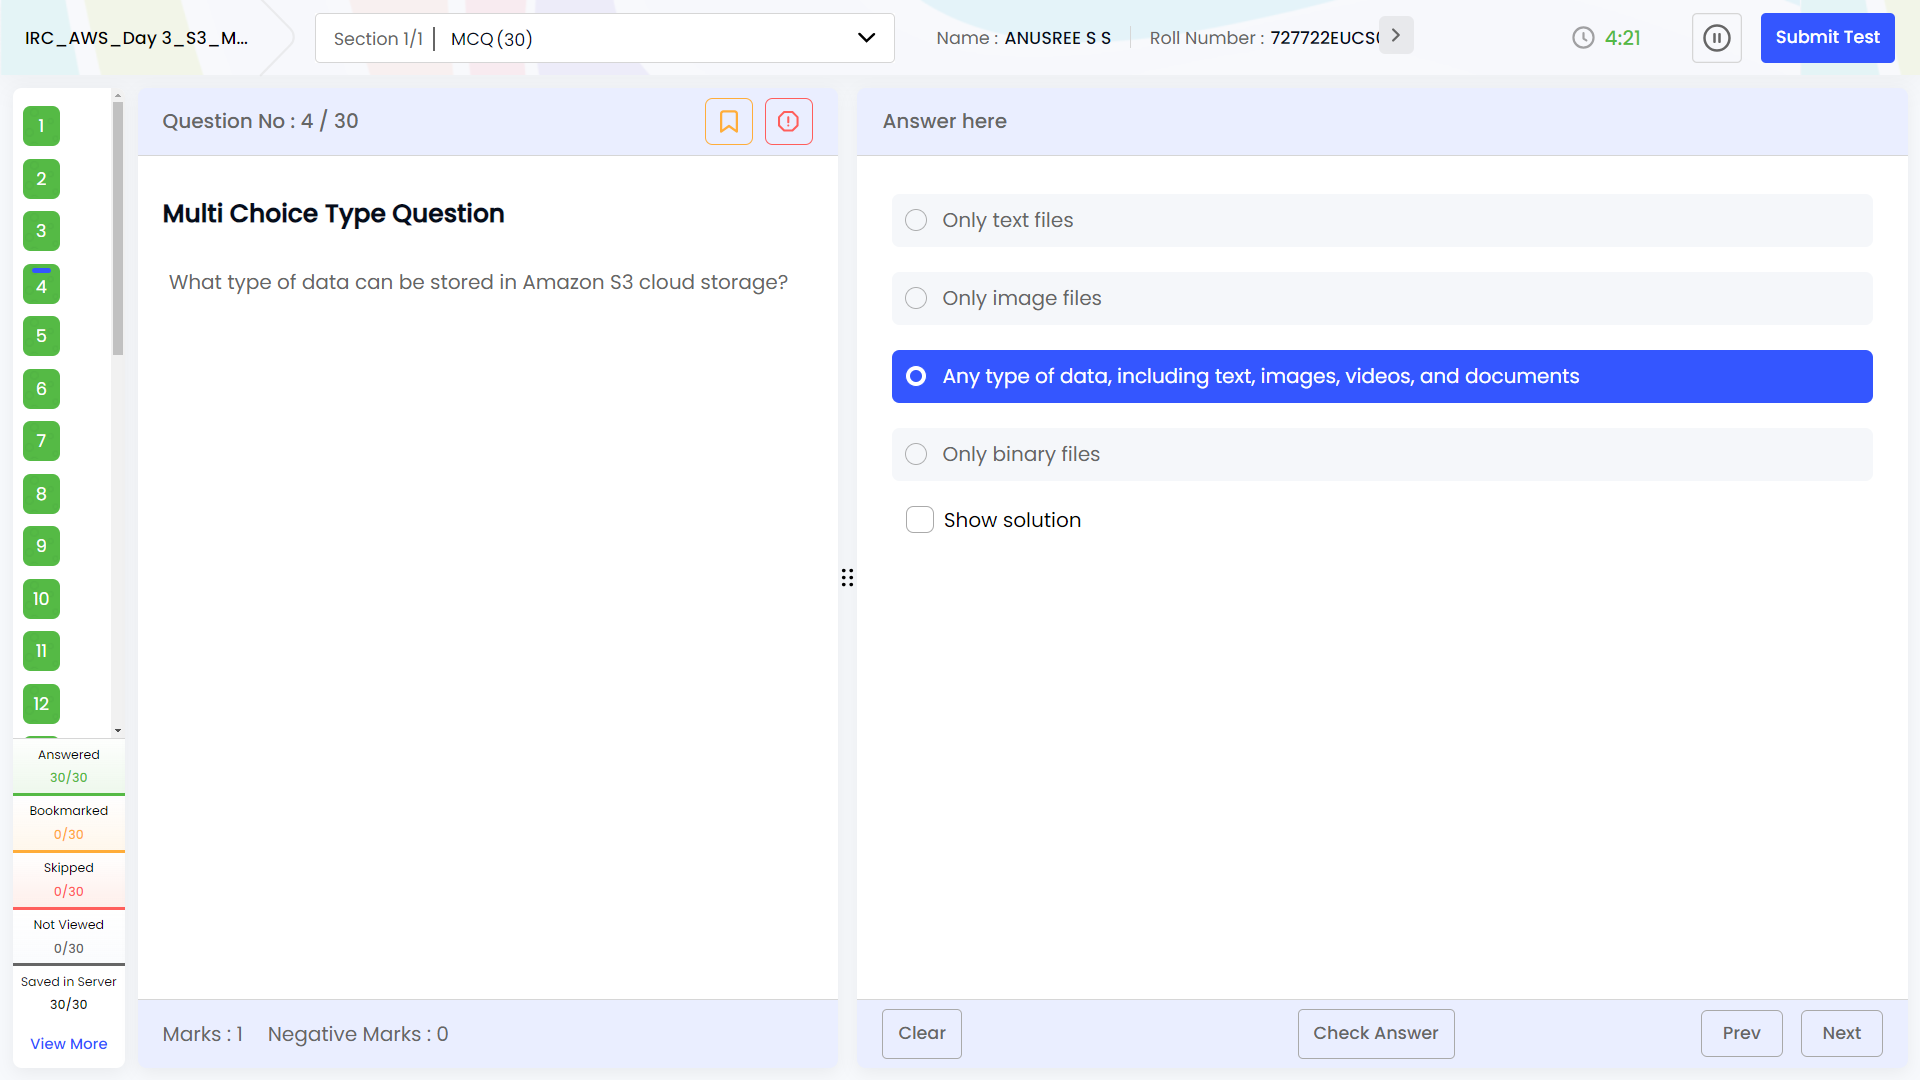 IRC_AWS_Day 3_S3_M...
Section 1/1 | MCQ (30)
Name : ANUSREE S S
Roll Number : 727722EUCS
4:21
Submit Test
1
2
3
4
5
6
7
8
9
10
11
12
Answered
30/30
Bookmarked
0/30
Skipped
0/30
Not Viewed
0/30
Saved in Server
30/30
View More
Question No : 4 / 30
Multi Choice Type Question
What type of data can be stored in Amazon S3 cloud storage?
Marks : 1 Negative Marks : 0
Answer here
Only text files
Only image files
Any type of data, including text, images, videos, and documents
Only binary files
Show solution
Clear
Check Answer
Prev
Next